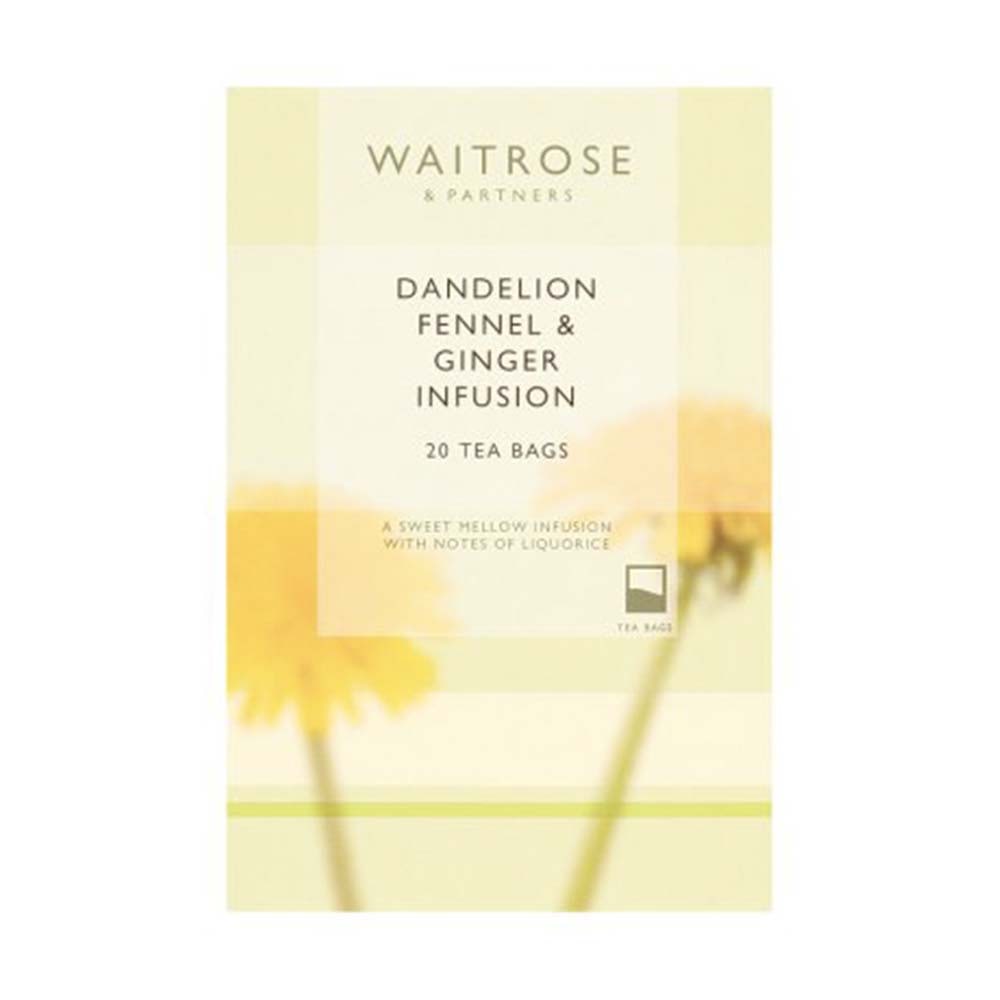 WAITROSE
& PARTNERS
DANDELION
FENNEL &
GINGER
INFUSION
20 TEA BAGS
A SWEET MELLOW INFUSION
WITH NOTES OF LIQUORICE
TEA BAGS